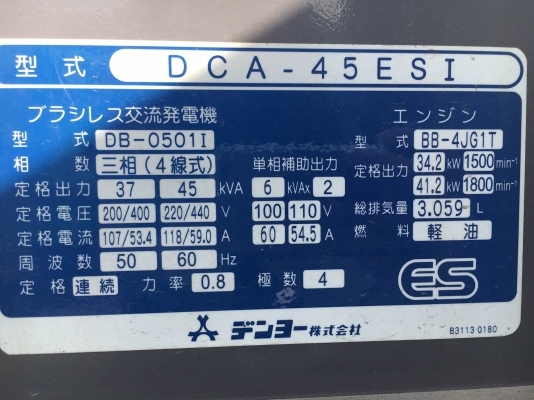 型式 DCA-45ESI
ブラシレス交流発電機 エンジン
型式 DB-0501I 型式 BB-4JG1T
相数 三相(4線式) 単相補助出力 定格出力 34.2 kW 1500 min⁻¹
定格出力 37 45 kVA 6 kVAx 2 41.2 kW 1800 min⁻¹
定格電圧 200/400 220/440 V 100 110 V 総排気量 3.059 L
定格電流 107/53.4 118/59.0 A 60 54.5 A 燃料 軽油
周波数 50 60 Hz
定格 連続 力率 0.8 極数 4 ES
デンヨー株式会社 B3113 0180